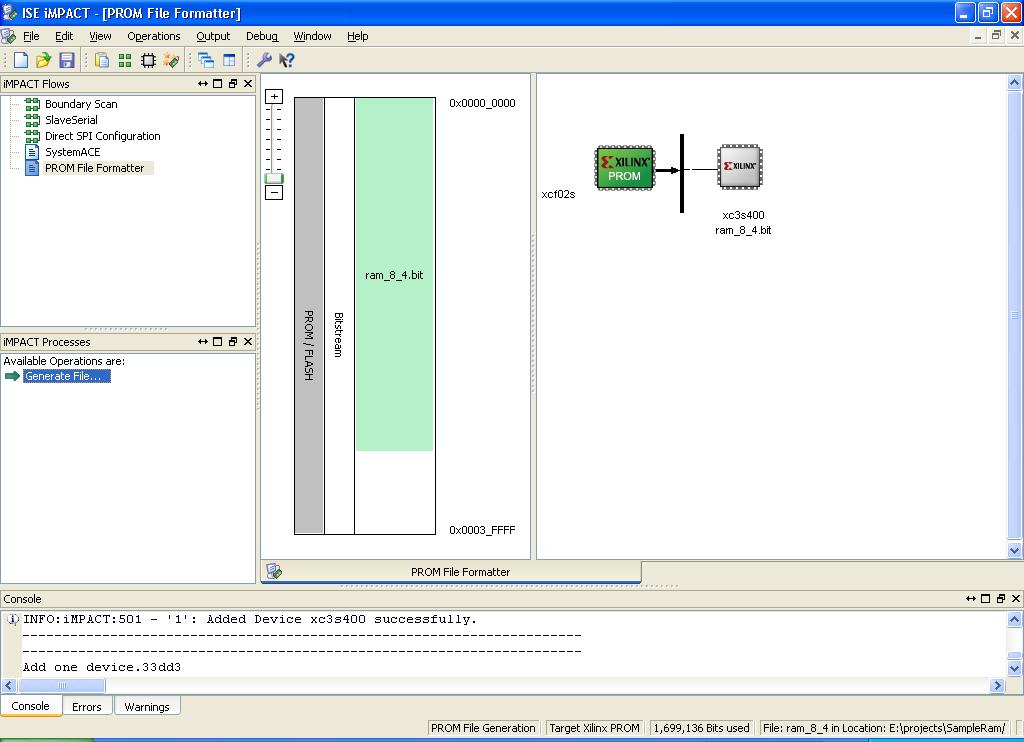 ISE iMPACT - [PROM File Formatter]
File Edit View Operations Output Debug Window Help
iMPACT Flows
Boundary Scan
SlaveSerial
Direct SPI Configuration
SystemACE
PROM File Formatter
iMPACT Processes
Available Operations are:
Generate File...
+
−
PROM / FLASH
Bitstream
ram_8_4.bit
0x0000_0000
0x0003_FFFF
XILINX
PROM
xcf02s
XILINX
xc3s400
ram_8_4.bit
PROM File Formatter
Console
INFO:iMPACT:501 - '1': Added Device xc3s400 successfully.
----------------------------------------------------------------------
----------------------------------------------------------------------
Add one device.33dd3
Console Errors Warnings
PROM File Generation Target Xilinx PROM 1,699,136 Bits used File: ram_8_4 in Location: E:\projects\SampleRam/